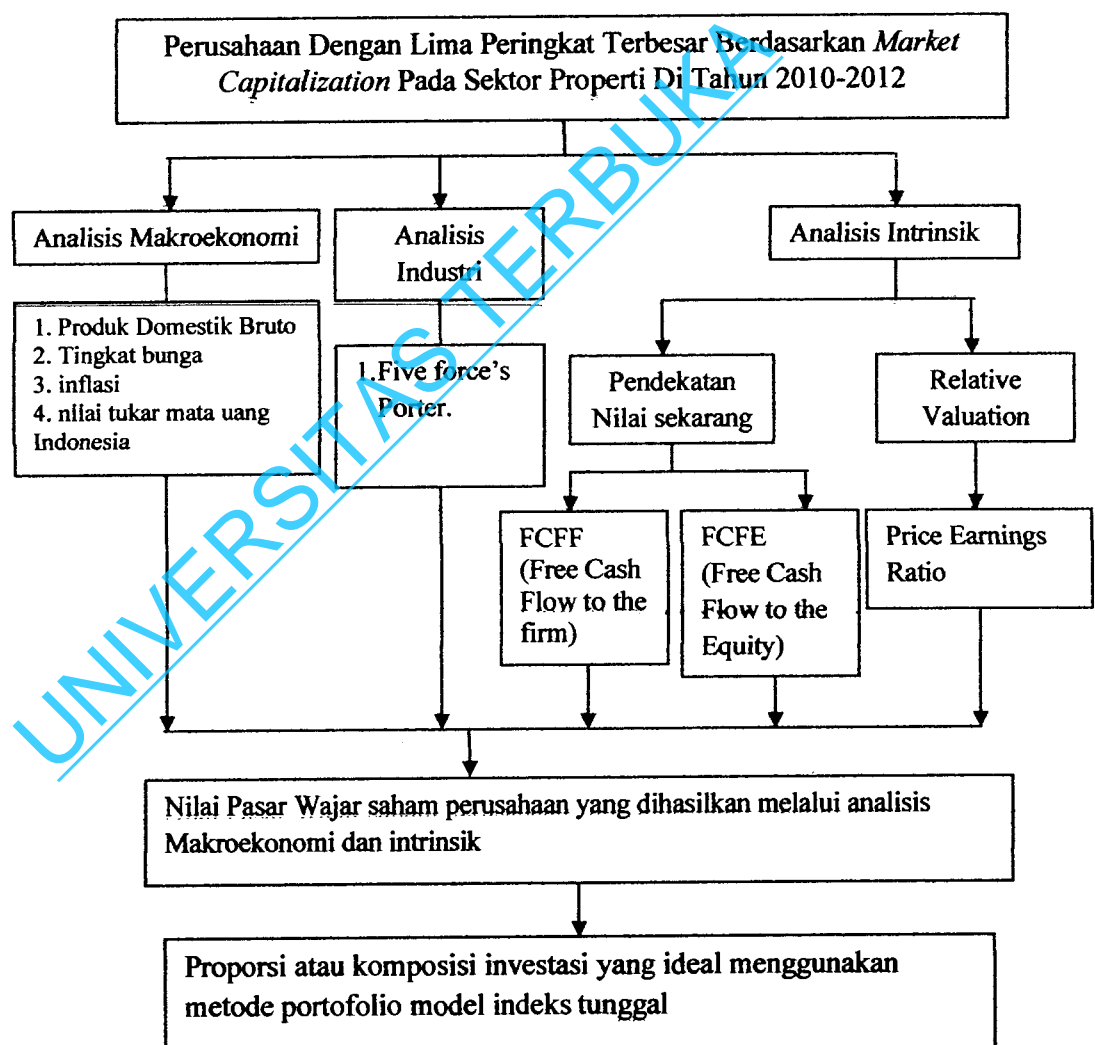 Perusahaan Dengan Lima Peringkat Terbesar Berdasarkan Market
Capitalization Pada Sektor Properti Di Tahun 2010-2012
Analisis Makroekonomi
Analisis
Industri
Analisis Intrinsik
1. Produk Domestik Bruto
2. Tingkat bunga
3. inflasi
4. nilai tukar mata uang
Indonesia
1.Five force's
Porter.
Pendekatan
Nilai sekarang
Relative
Valuation
FCFF
(Free Cash
Flow to the
firm)
FCFE
(Free Cash
Flow to the
Equity)
Price Earnings
Ratio
Nilai Pasar Wajar saham perusahaan yang dihasilkan melalui analisis
Makroekonomi dan intrinsik
Proporsi atau komposisi investasi yang ideal menggunakan
metode portofolio model indeks tunggal
UNIVERSITAS TERBUKA